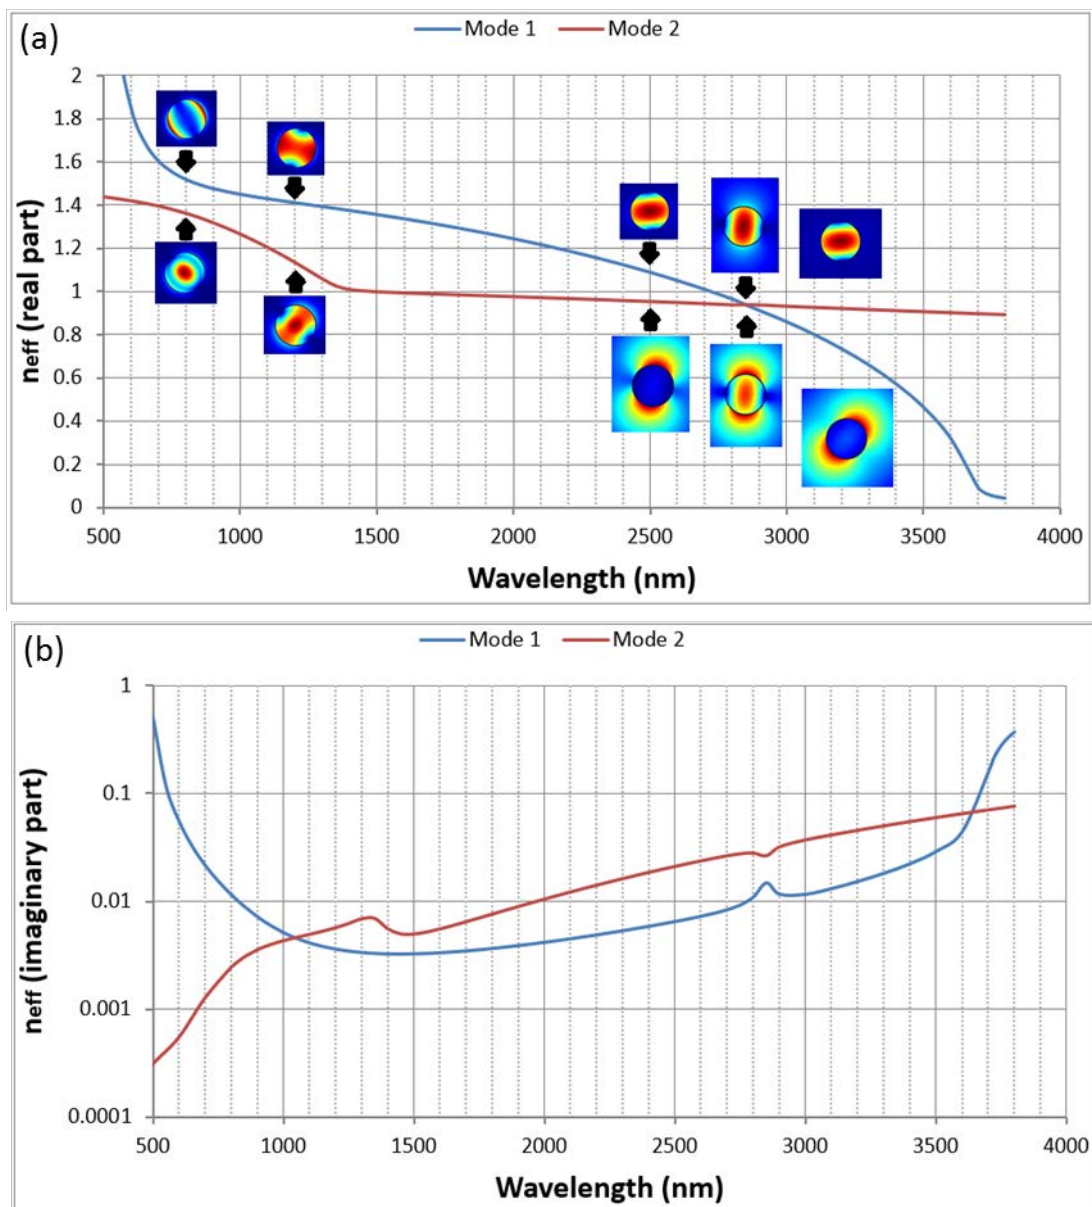 (a)
Mode 1 Mode 2
2
1.8
1.6
1.4
1.2
1
0.8
0.6
0.4
0.2
0
neff (real part)
500 1000 1500 2000 2500 3000 3500 4000
Wavelength (nm)
(b)
Mode 1 Mode 2
1
0.1
0.01
0.001
0.0001
neff (imaginary part)
500 1000 1500 2000 2500 3000 3500 4000
Wavelength (nm)